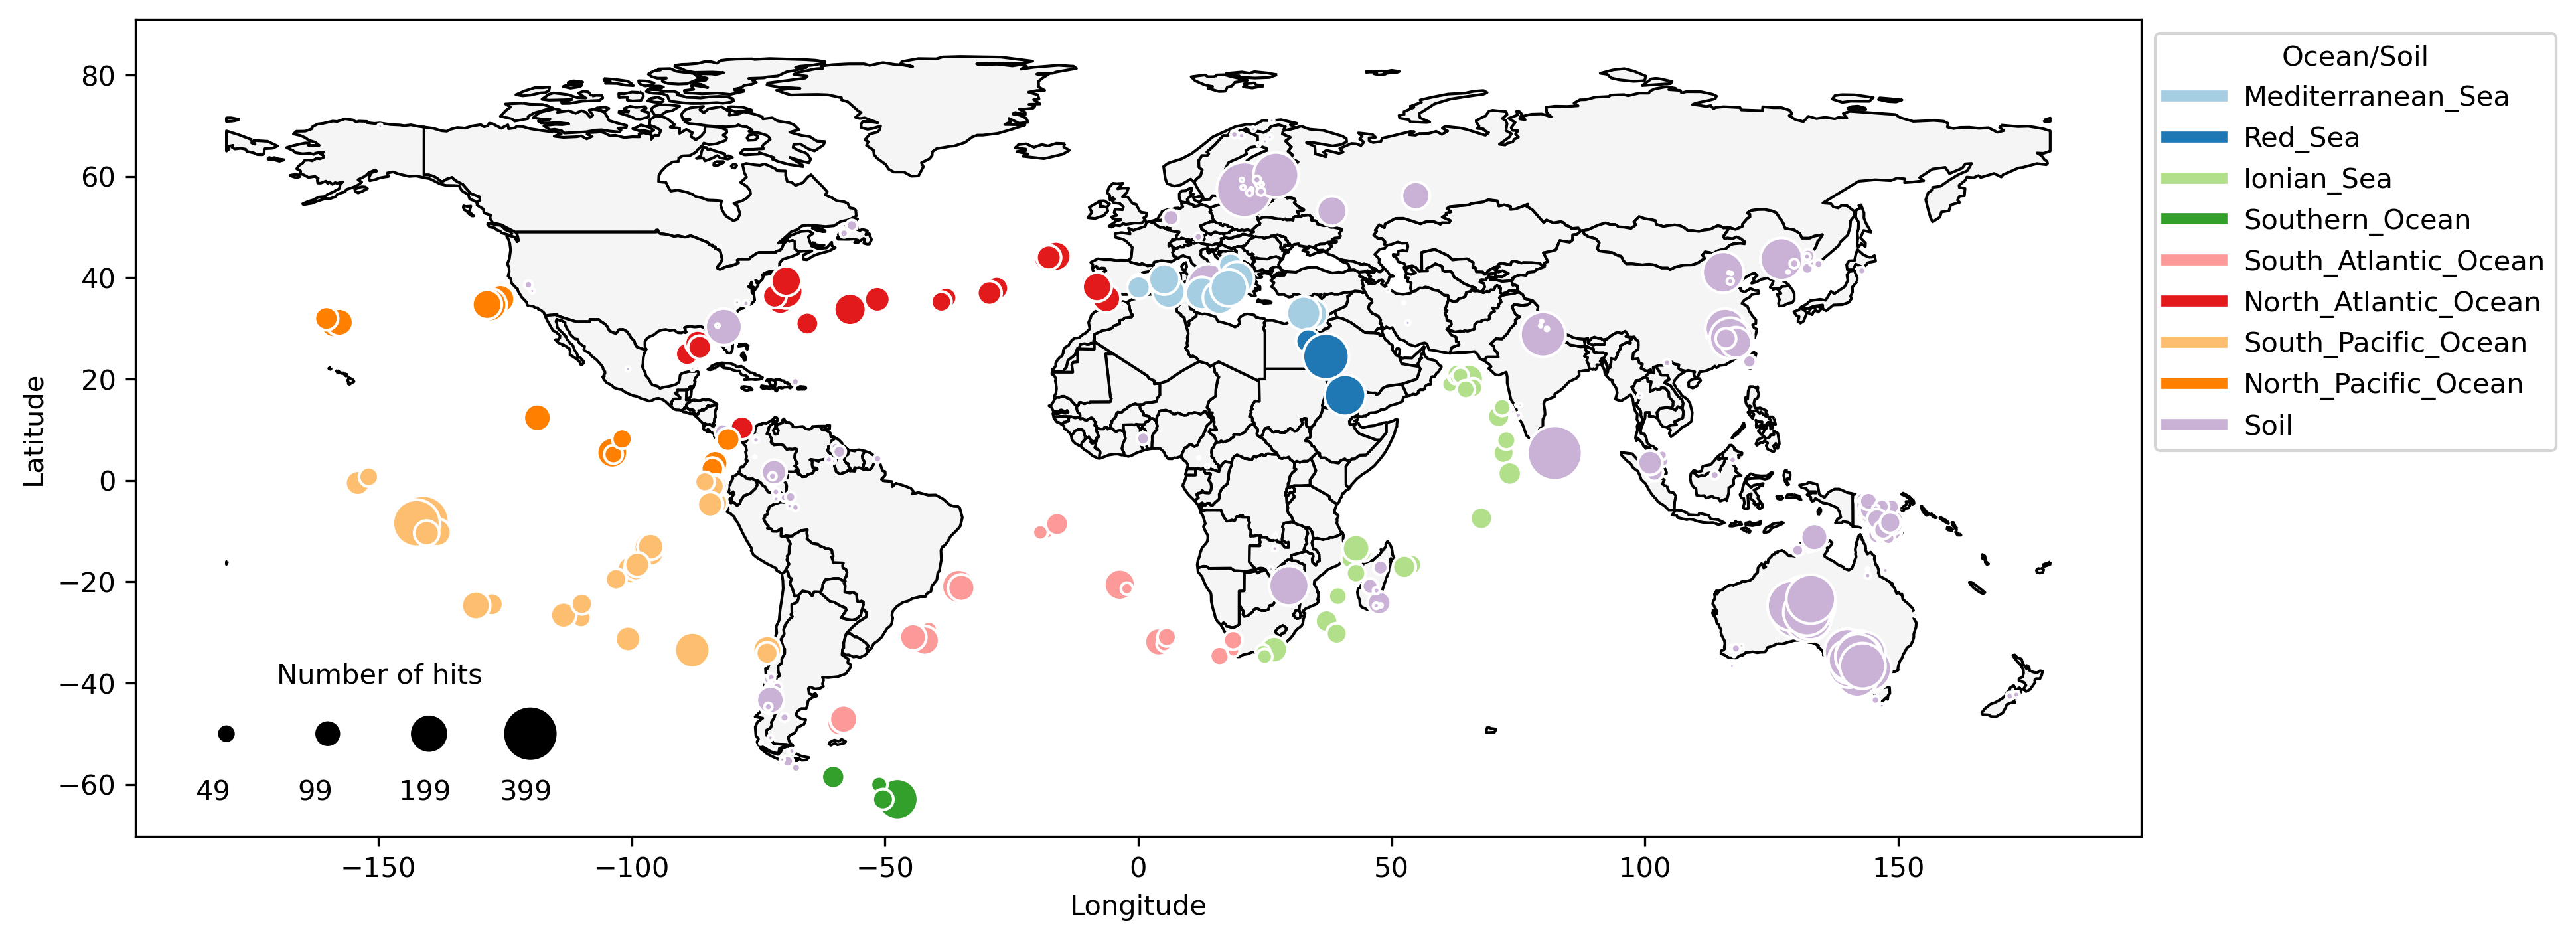 Ocean/Soil
Mediterranean_Sea
Red_Sea
Ionian_Sea
Southern_Ocean
South_Atlantic_Ocean
North_Atlantic_Ocean
South_Pacific_Ocean
North_Pacific_Ocean
Soil
Latitude
80
60
40
20
0
−20
−40
−60
Number of hits
49 99 199 399
−150 −100 −50 0 50 100 150
Longitude